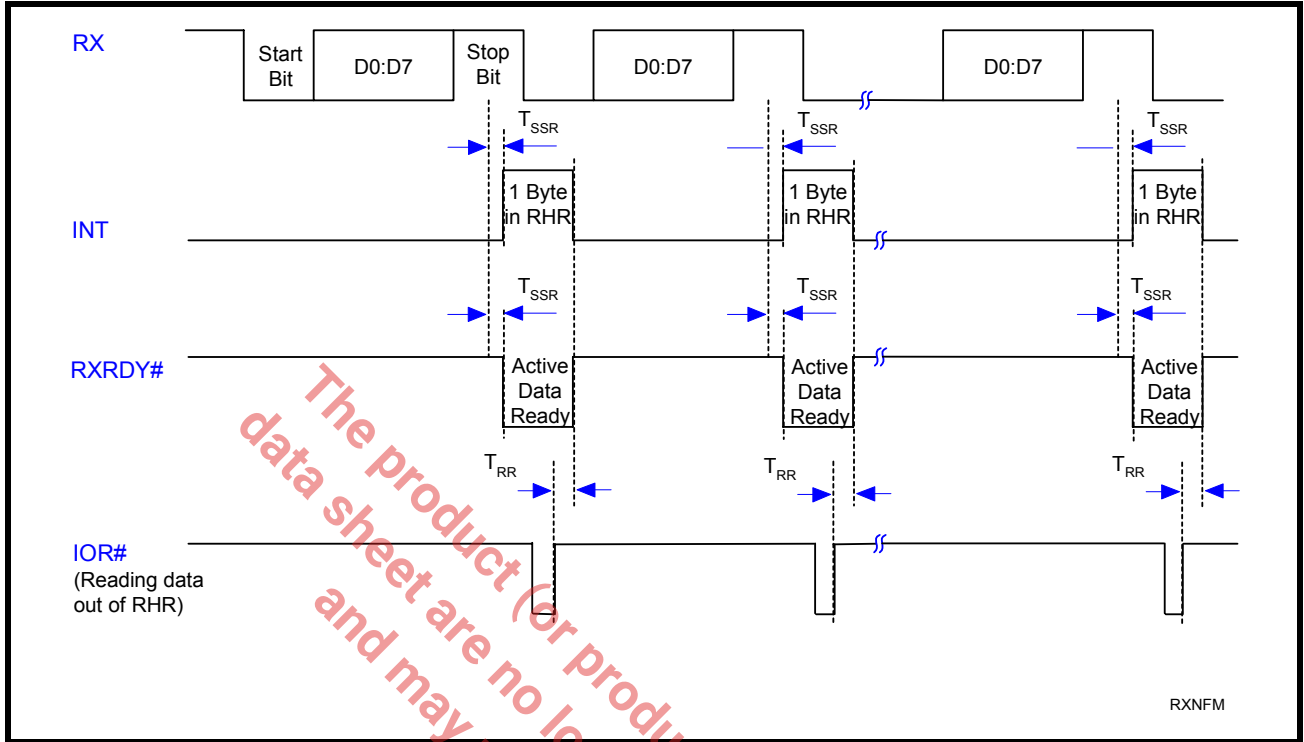 RX
Start
Bit
D0:D7
Stop
Bit
D0:D7
D0:D7
TSSR
TSSR
TSSR
INT
1 Byte
in RHR
1 Byte
in RHR
1 Byte
in RHR
TSSR
TSSR
TSSR
RXRDY#
Active
Data
Ready
Active
Data
Ready
Active
Data
Ready
TRR
TRR
TRR
IOR#
(Reading data
out of RHR)
The product (or produ
data sheet are no lo
and may
RXNFM